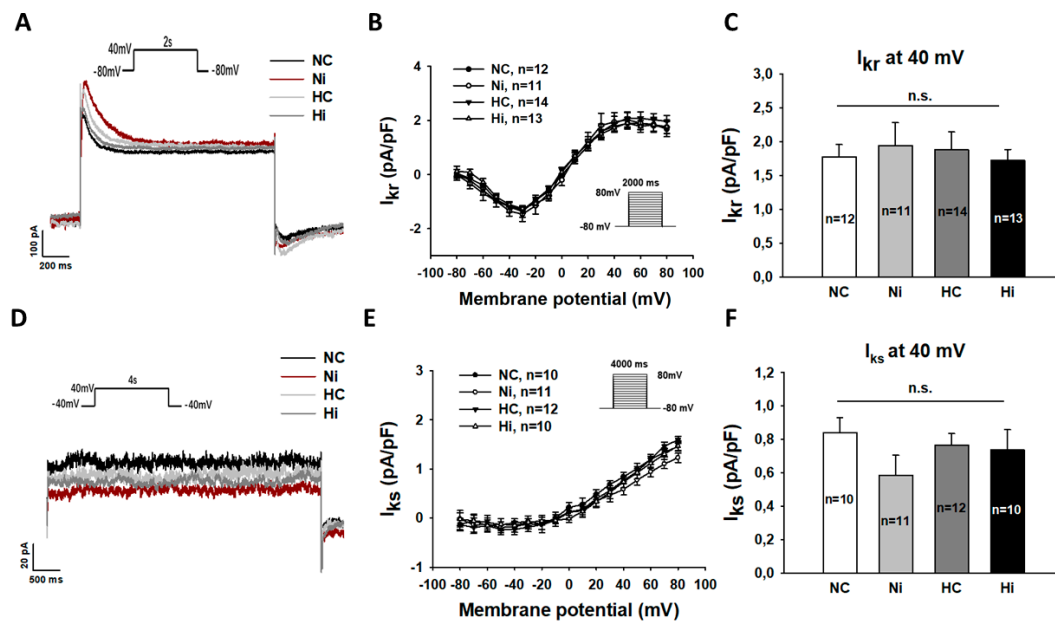 A
40mV
2s
-80mV
-80mV
NC
Ni
HC
Hi
100 pA
200 ms
B
NC, n=12
Ni, n=11
HC, n=14
Hi, n=13
Ikr (pA/pF)
4
2
0
-2
2000 ms
80mV
-80 mV
-100 -80 -60 -40 -20 0 20 40 60 80 100
Membrane potential (mV)
C
Ikr at 40 mV
n.s.
Ikr (pA/pF)
3,0
2,5
2,0
1,5
1,0
0,5
0,0
n=12 n=11 n=14 n=13
NC Ni HC Hi
D
40mV
4s
-40mV
-40mV
NC
Ni
HC
Hi
20 pA
500 ms
E
NC, n=10
Ni, n=11
HC, n=12
Hi, n=10
4000 ms
80mV
-80 mV
Iks (pA/pF)
3
2
1
0
-1
-100 -80 -60 -40 -20 0 20 40 60 80 100
Membrane potential (mV)
F
Iks at 40 mV
n.s.
Iks (pA/pF)
1,2
1,0
0,8
0,6
0,4
0,2
0,0
n=10 n=11 n=12 n=10
NC Ni HC Hi